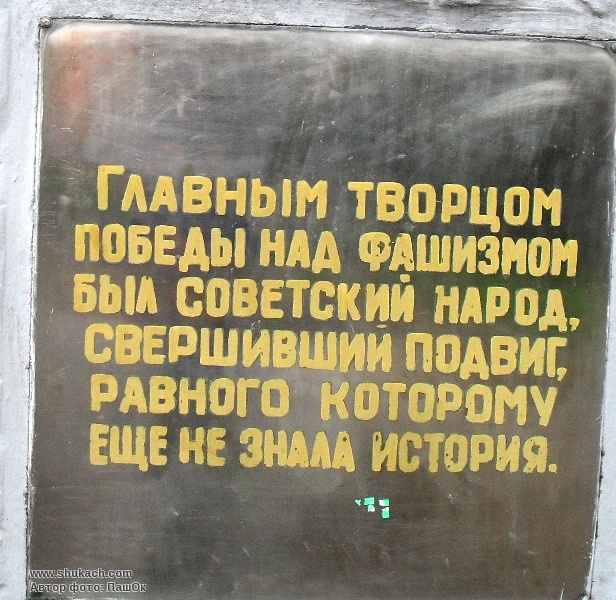 Главным творцом
победы над фашизмом
был советский народ,
свершивший подвиг,
равного которому
еще не знала история.
www.shukach.com
Автор фото: ПашОк